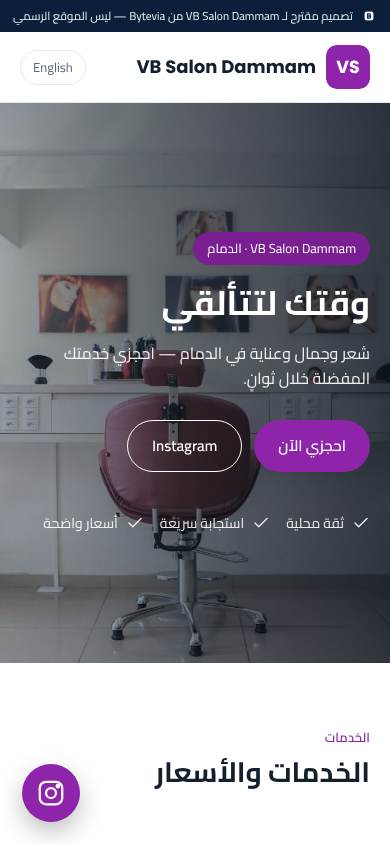 تصميم مقترح لـ VB Salon Dammam من Bytevia — ليس الموقع الرسمي
VS
VB Salon Dammam
English
VB Salon Dammam · الدمام
وقتك لتتألقي
شعر وجمال وعناية في الدمام — احجزي خدمتك
المفضلة خلال ثوانٍ.
احجزي الآن
Instagram
ثقة محلية
استجابة سريعة
أسعار واضحة
الخدمات
الخدمات والأسعار